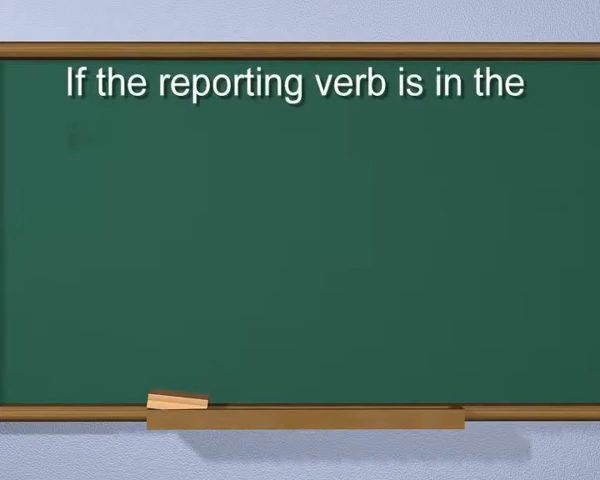 If the reporting verb is in the